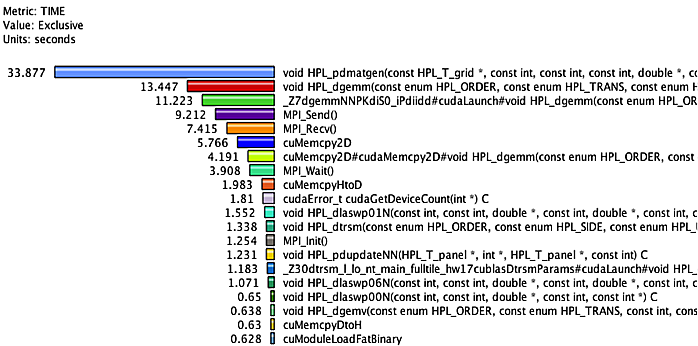 Metric: TIME
Value: Exclusive
Units: seconds
33.877 void HPL_pdmatgen(const HPL_T_grid *, const int, const int, const int, double *, co
13.447 void HPL_dgemm(const enum HPL_ORDER, const enum HPL_TRANS, const enum H
11.223 _Z7dgemmNNPKdiS0_iPdiidd#cudaLaunch#void HPL_dgemm(const enum HPL_OR
9.212 MPI_Send()
7.415 MPI_Recv()
5.766 cuMemcpy2D
4.191 cuMemcpy2D#cudaMemcpy2D#void HPL_dgemm(const enum HPL_ORDER, const
3.908 MPI_Wait()
1.983 cuMemcpyHtoD
1.81 cudaError_t cudaGetDeviceCount(int *) C
1.552 void HPL_dlaswp01N(const int, const int, double *, const int, double *, const int, co
1.338 void HPL_dtrsm(const enum HPL_ORDER, const enum HPL_SIDE, const enum HPL_
1.254 MPI_Init()
1.231 void HPL_pdupdateNN(HPL_T_panel *, int *, HPL_T_panel *, const int) C
1.183 _Z30dtrsm_l_lo_nt_main_fulltile_hw17cublasDtrsmParams#cudaLaunch#void HPL_
1.071 void HPL_dlaswp06N(const int, const int, double *, const int, double *, const int, co
0.65 void HPL_dlaswp00N(const int, const int, double *, const int, const int *) C
0.638 void HPL_dgemv(const enum HPL_ORDER, const enum HPL_TRANS, const int, con
0.63 cuMemcpyDtoH
0.628 cuModuleLoadFatBinary